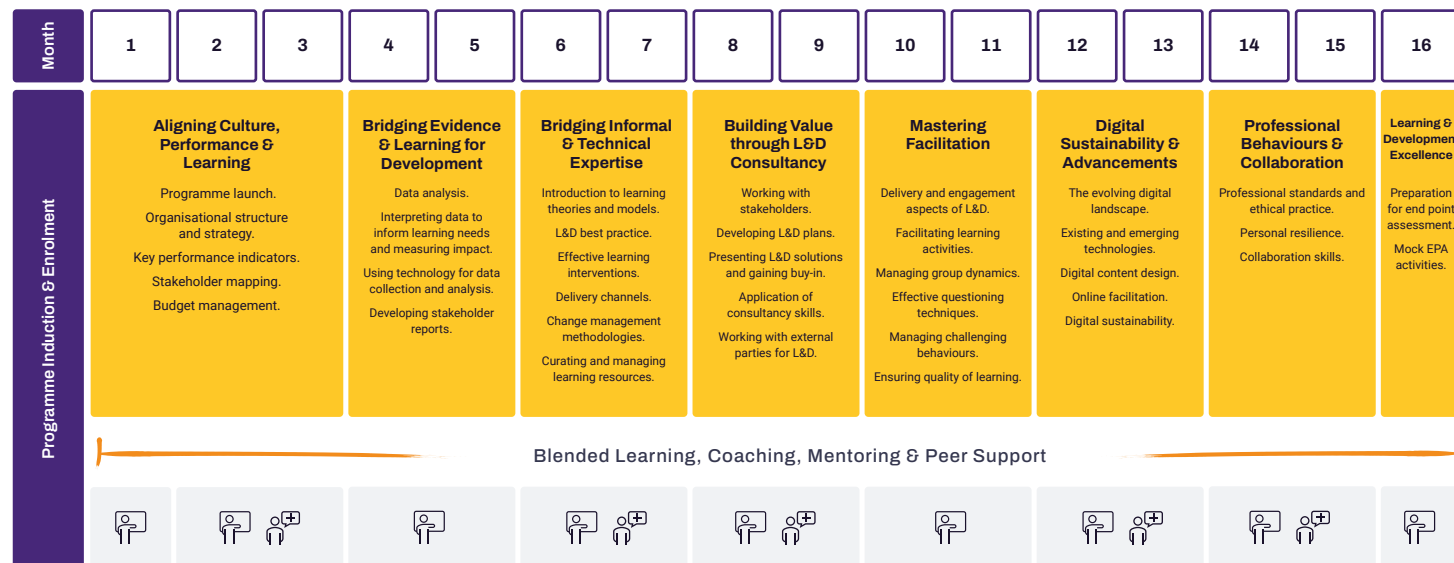 Month
1
2
3
4
5
6
7
8
9
10
11
12
13
14
15
16
Programme Induction & Enrolment
Aligning Culture,
Performance &
Learning
Programme launch.
Organisational structure
and strategy.
Key performance indicators.
Stakeholder mapping.
Budget management.
Bridging Evidence
& Learning for
Development
Data analysis.
Interpreting data to
inform learning needs
and measuring impact.
Using technology for data
collection and analysis.
Developing stakeholder
reports.
Bridging Informal
& Technical
Expertise
Introduction to learning
theories and models.
L&D best practice.
Effective learning
interventions.
Delivery channels.
Change management
methodologies.
Curating and managing
learning resources.
Building Value
through L&D
Consultancy
Working with
stakeholders.
Developing L&D plans.
Presenting L&D solutions
and gaining buy-in.
Application of
consultancy skills.
Working with external
parties for L&D.
Mastering
Facilitation
Delivery and engagement
aspects of L&D.
Facilitating learning
activities.
Managing group dynamics.
Effective questioning
techniques.
Managing challenging
behaviours.
Ensuring quality of learning.
Digital
Sustainability &
Advancements
The evolving digital
landscape.
Existing and emerging
technologies.
Digital content design.
Online facilitation.
Digital sustainability.
Professional
Behaviours &
Collaboration
Professional standards and
ethical practice.
Personal resilience.
Collaboration skills.
Learning &
Developmen
Excellence
Preparation
for end point
assessment.
Mock EPA
activities.
Blended Learning, Coaching, Mentoring & Peer Support